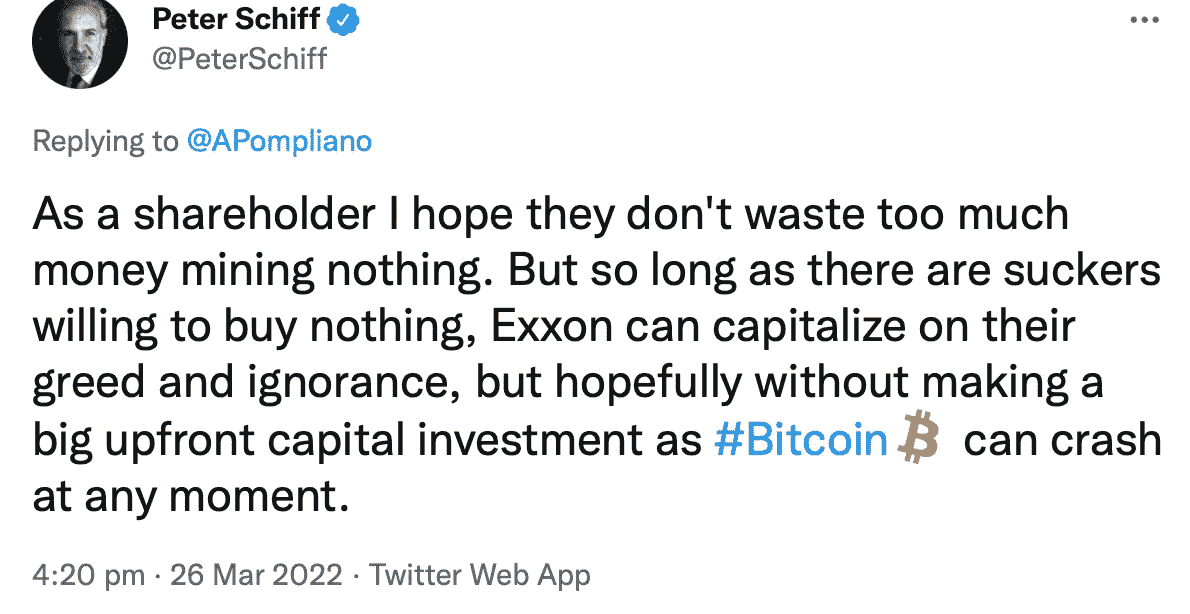 Peter Schiff
@PeterSchiff
Replying to @APompliano
As a shareholder I hope they don't waste too much
money mining nothing. But so long as there are suckers
willing to buy nothing, Exxon can capitalize on their
greed and ignorance, but hopefully without making a
big upfront capital investment as #Bitcoin can crash
at any moment.
4:20 pm · 26 Mar 2022 · Twitter Web App